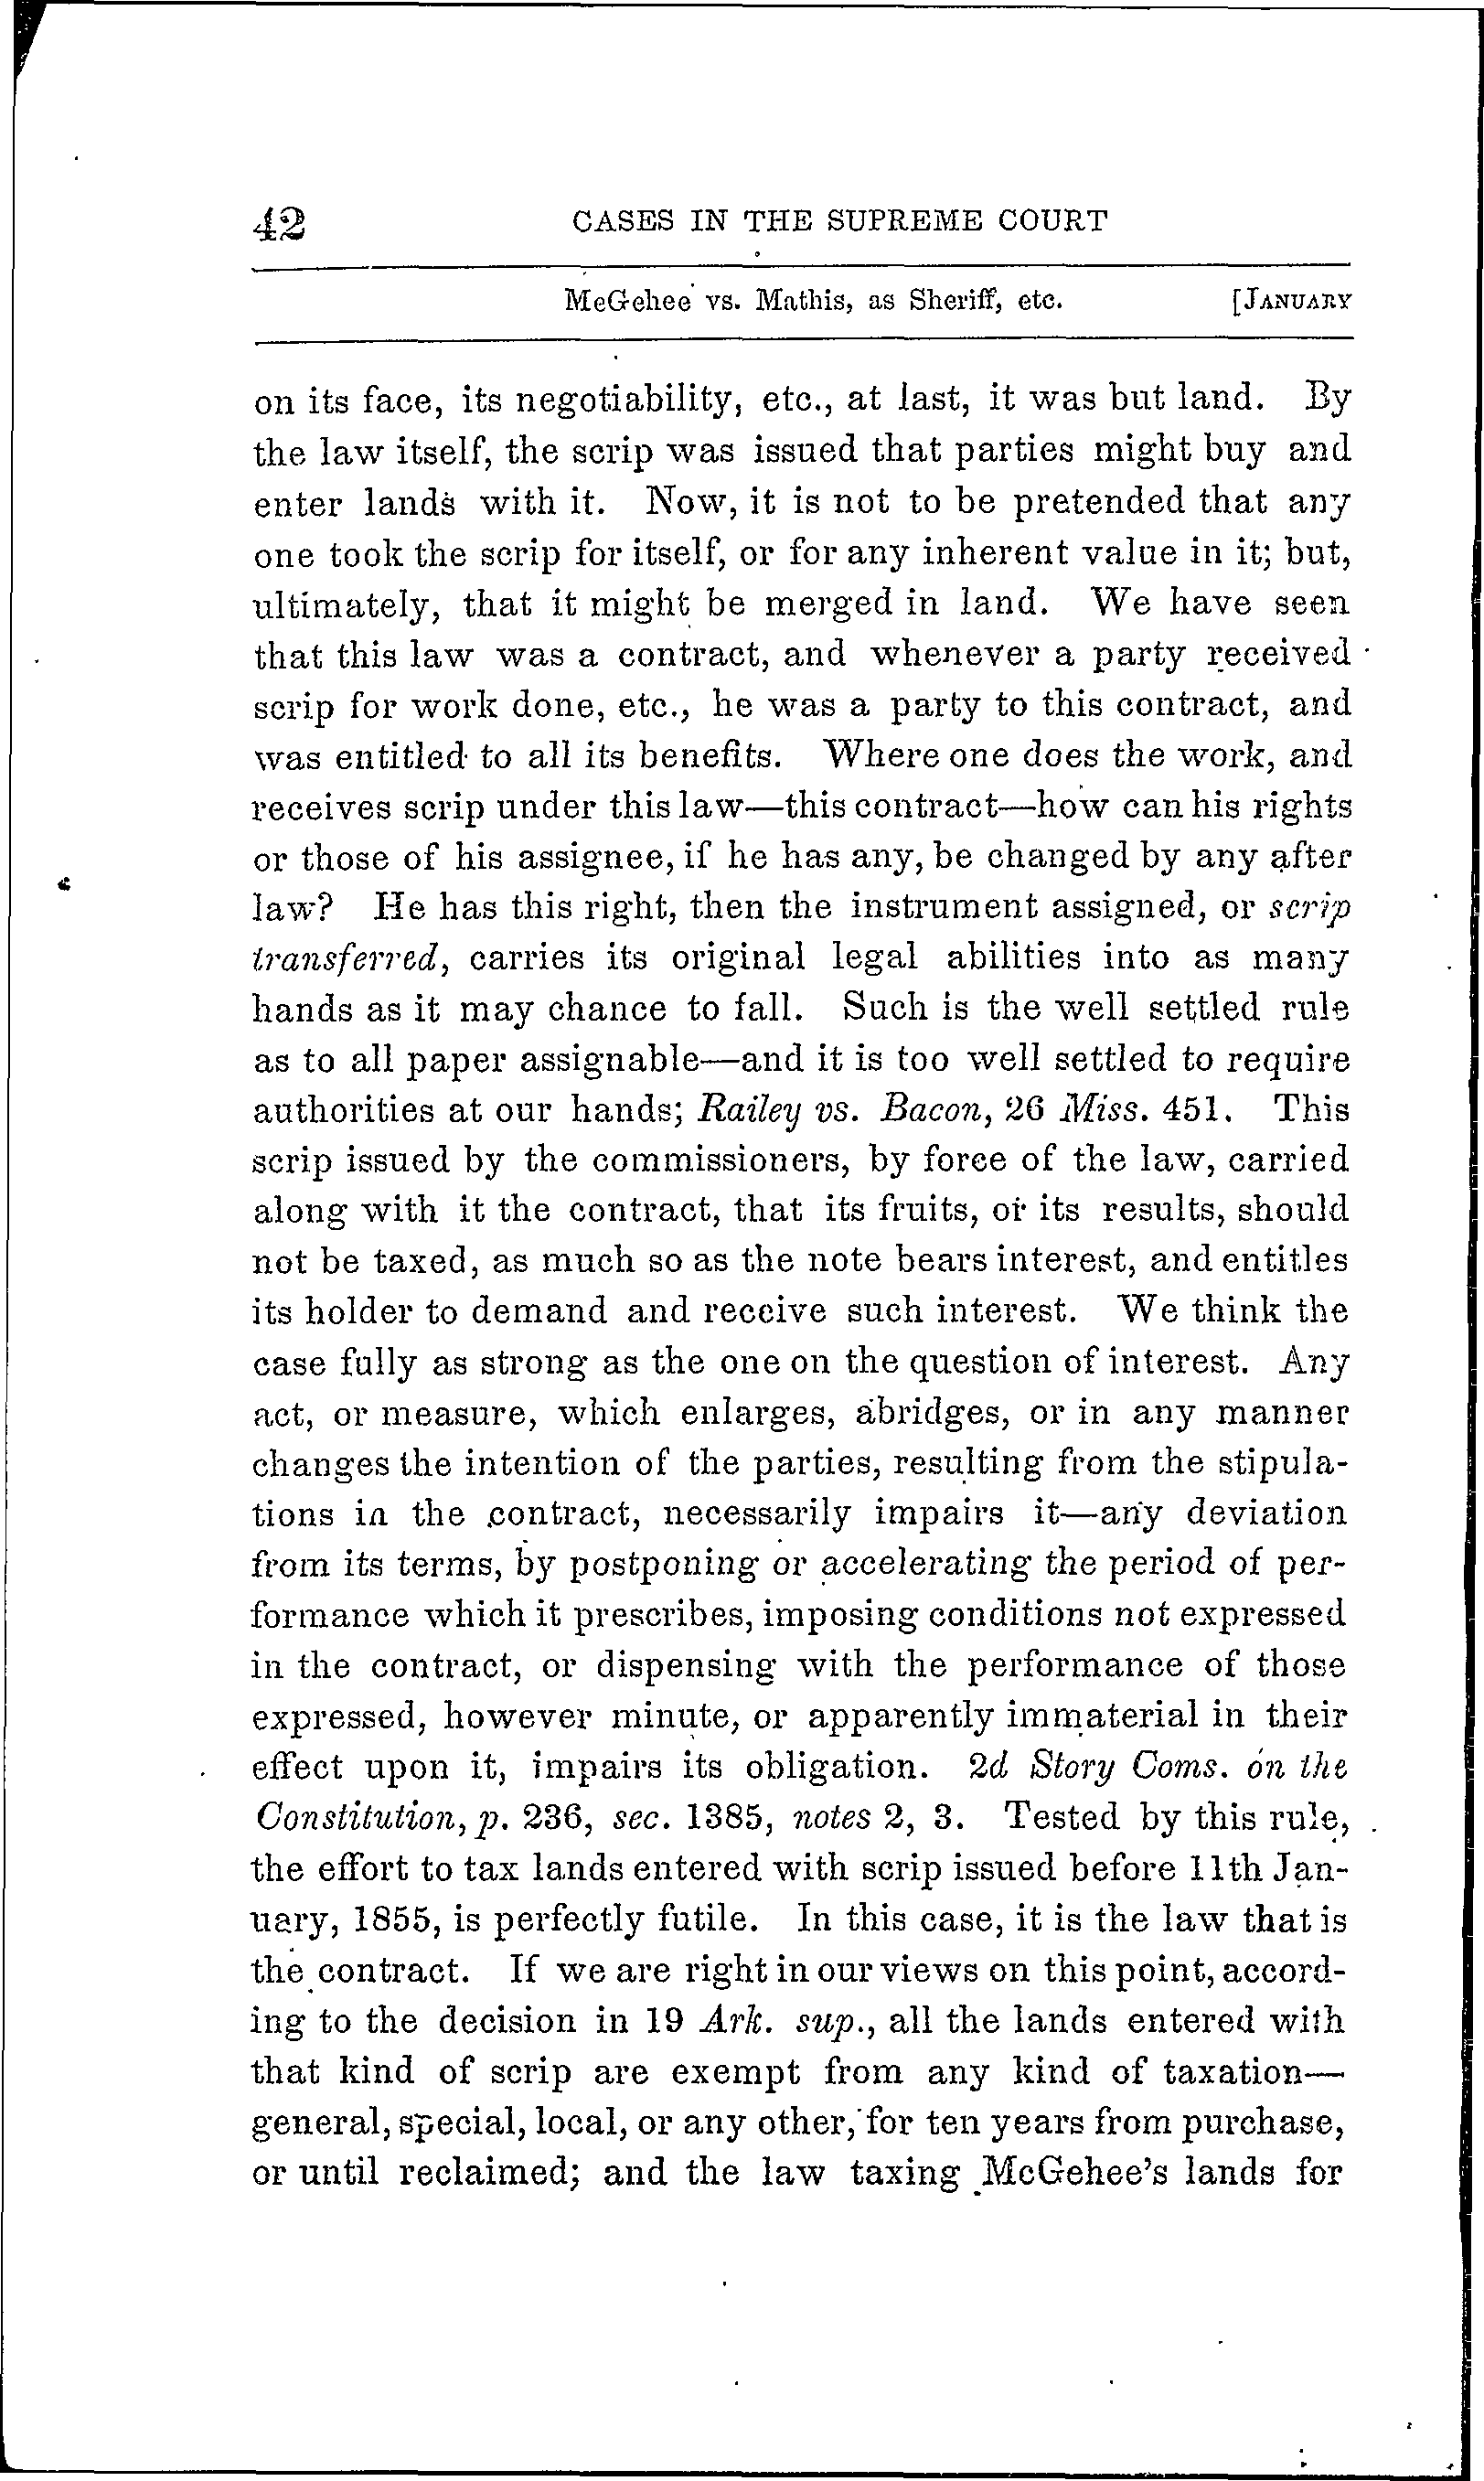 42 CASES IN THE SUPREME COURT
McGehee vs. Mathis, as Sheriff, etc. [JANUARY
on its face, its negotiability, etc., at last, it was but land. By
the law itself, the scrip was issued that parties might buy and
enter lands with it. Now, it is not to be pretended that any
one took the scrip for itself, or for any inherent value in it; but,
ultimately, that it might be merged in land. We have seen
that this law was a contract, and whenever a party received
scrip for work done, etc., he was a party to this contract, and
was entitled to all its benefits. Where one does the work, and
receives scrip under this law—this contract—how can his rights
or those of his assignee, if he has any, be changed by any after
law? He has this right, then the instrument assigned, or scrip
transferred, carries its original legal abilities into as many
hands as it may chance to fall. Such is the well settled rule
as to all paper assignable—and it is too well settled to require
authorities at our hands; Railey vs. Bacon, 26 Miss. 451. This
scrip issued by the commissioners, by force of the law, carried
along with it the contract, that its fruits, or its results, should
not be taxed, as much so as the note bears interest, and entitles
its holder to demand and receive such interest. We think the
case fully as strong as the one on the question of interest. Any
act, or measure, which enlarges, abridges, or in any manner
changes the intention of the parties, resulting from the stipula-
tions in the contract, necessarily impairs it—any deviation
from its terms, by postponing or accelerating the period of per-
formance which it prescribes, imposing conditions not expressed
in the contract, or dispensing with the performance of those
expressed, however minute, or apparently immaterial in their
effect upon it, impairs its obligation. 2d Story Coms. on the
Constitution, p. 236, sec. 1385, notes 2, 3. Tested by this rule,
the effort to tax lands entered with scrip issued before 11th Jan-
uary, 1855, is perfectly futile. In this case, it is the law that is
the contract. If we are right in our views on this point, accord-
ing to the decision in 19 Ark. sup., all the lands entered with
that kind of scrip are exempt from any kind of taxation—
general, special, local, or any other, for ten years from purchase,
or until reclaimed; and the law taxing McGehee's lands for